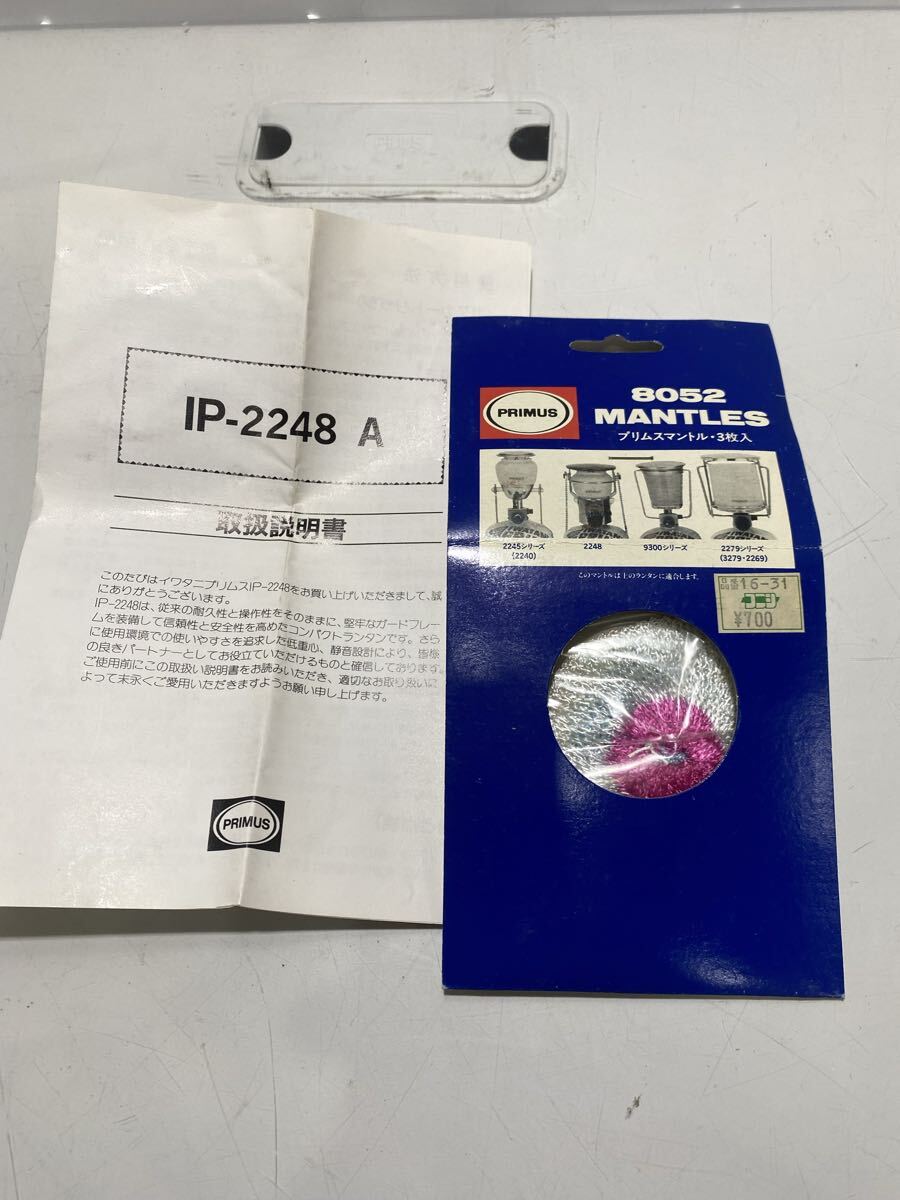 PRIMUS
IP-2248 A
取扱説明書
このたびはイワタニプリムスIP-2248をお買い上げいただきまして、誠
にありがとうございます。
IP-2248は、従来の耐久性と操作性をそのままに、堅牢なガードフレー
ムを装備して信頼性と安全性を高めたコンパクトランタンです。さら
に使用環境での使いやすさを追求した低重心、静音設計により、皆様
の良きパートナーとしてお役立ていただけるものと確信しております。
ご使用前にこの取扱い説明書をお読みいただき、適切なお取り扱いに
よって末永くご愛用いただきますようお願い申し上げます。
PRIMUS
PRIMUS
8052
MANTLES
プリムスマントル・3枚入
2245シリーズ
(2240)
2248
9300シリーズ
2279シリーズ
(3279・2269)
このマントルは上のランタンに適合します。
16-31
¥700